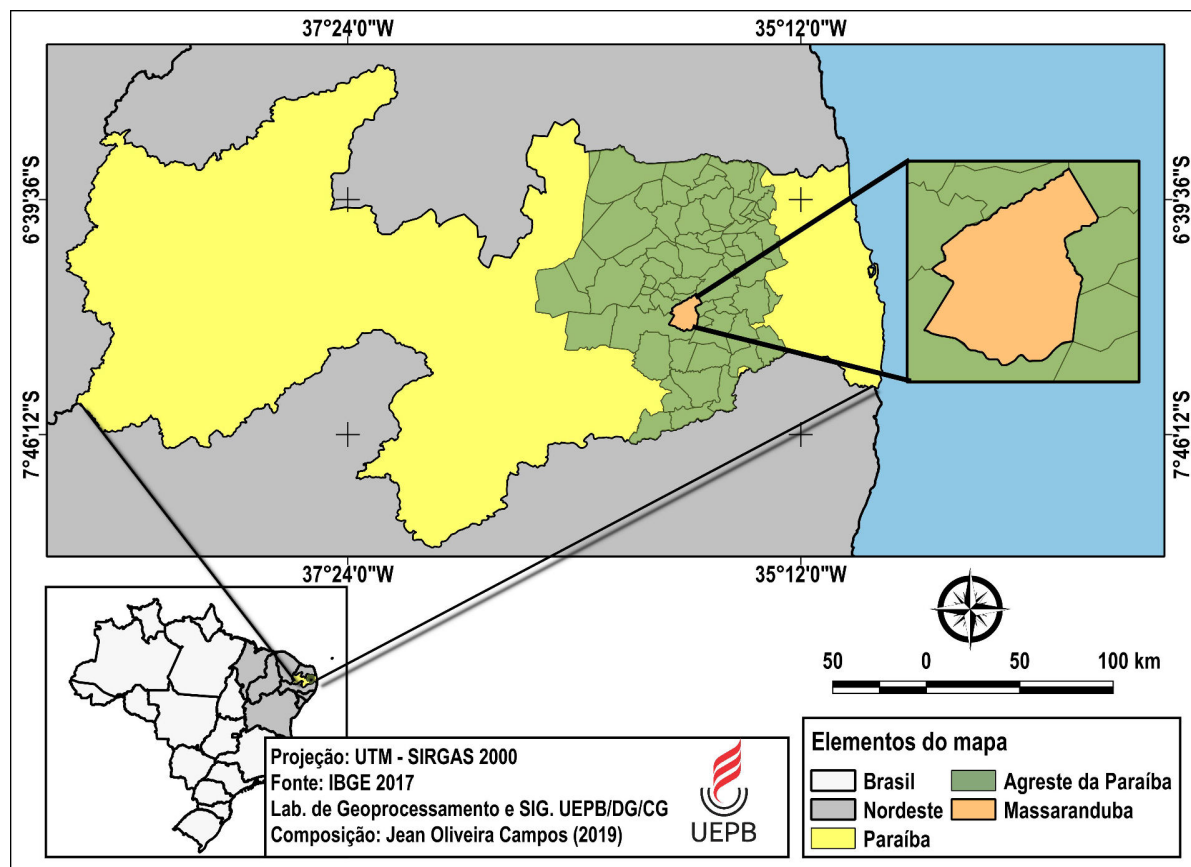 37°24'0"W
35°12'0"W
6°39'36"S
6°39'36"S
7°46'12"S
7°46'12"S
37°24'0"W
35°12'0"W
50
0
50
100 km
Projeção: UTM - SIRGAS 2000
Fonte: IBGE 2017
Lab. de Geoprocessamento e SIG. UEPB/DG/CG
Composição: Jean Oliveira Campos (2019)
UEPB
Elementos do mapa
Brasil
Agreste da Paraíba
Nordeste
Massaranduba
Paraíba